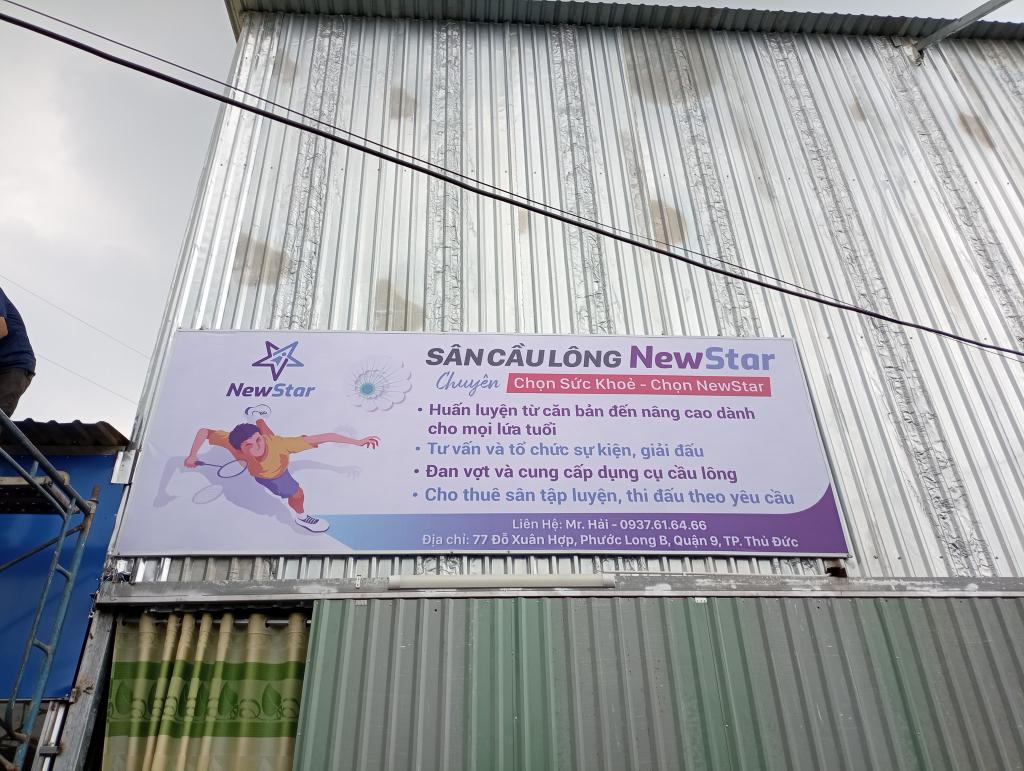 NewStar
SÂN CẦU LÔNG NewStar
Chuyên Chọn Sức Khoẻ - Chọn NewStar
• Huấn luyện từ căn bản đến nâng cao dành
cho mọi lứa tuổi
• Tư vấn và tổ chức sự kiện, giải đấu
• Đan vợt và cung cấp dụng cụ cầu lông
• Cho thuê sân tập luyện, thi đấu theo yêu cầu
Liên Hệ: Mr. Hải - 0937.61.64.66
Địa chỉ: 77 Đỗ Xuân Hợp, Phước Long B, Quận 9, TP. Thủ Đức